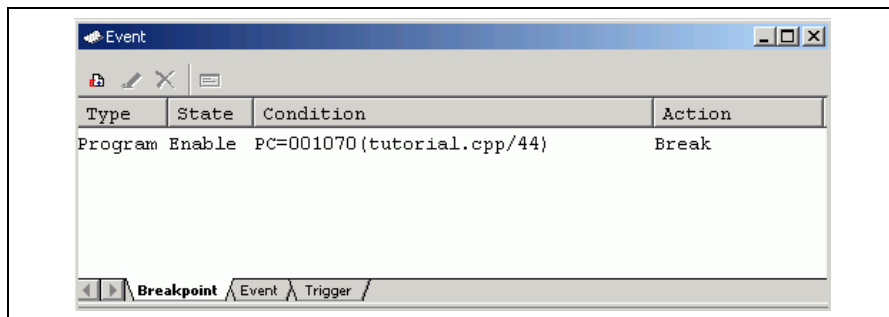 Event
Type State Condition Action
Program Enable PC=001070(tutorial.cpp/44) Break
Breakpoint Event Trigger